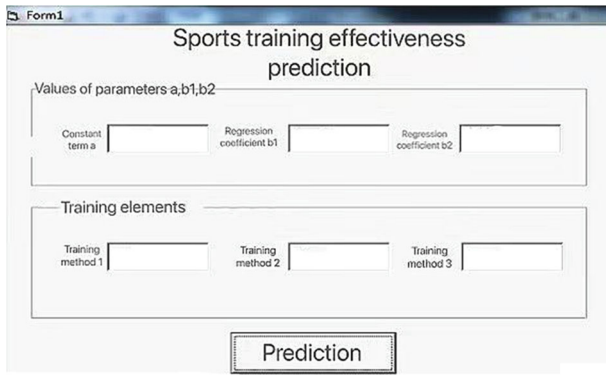 Form1
Sports training effectiveness
prediction
Values of parameters a,b1,b2
Constant
term a
Regression
coefficient b1
Regression
coefficient b2
Training elements
Training
method 1
Training
method 2
Training
method 3
Prediction